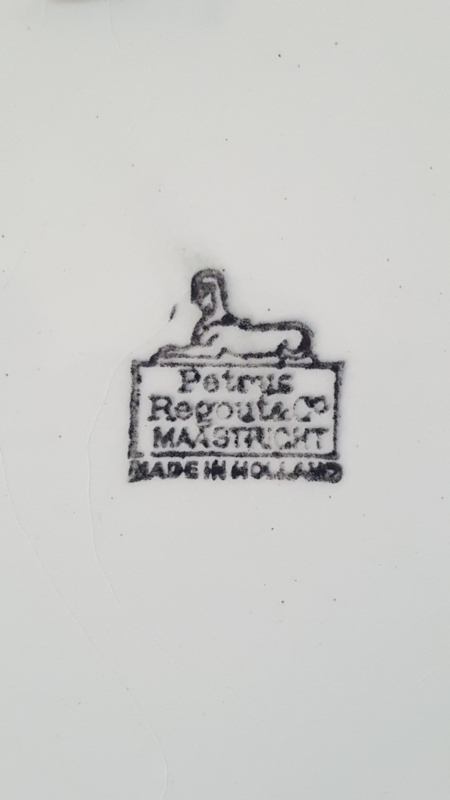 Petrus
Regout & Co
MAASTRICHT
MADE IN HOLLAND